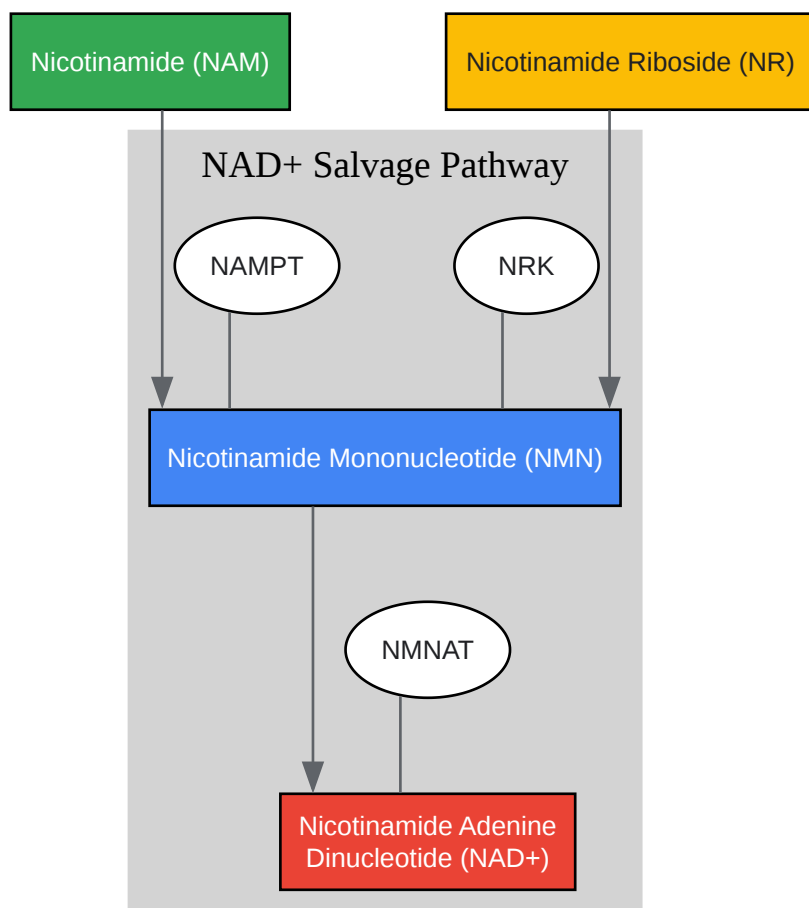 Nicotinamide (NAM)
Nicotinamide Riboside (NR)
NAD+ Salvage Pathway
NAMPT
NRK
Nicotinamide Mononucleotide (NMN)
NMNAT
Nicotinamide Adenine
Dinucleotide (NAD+)